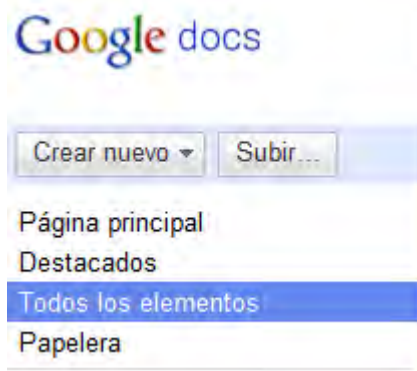 Google docs
Crear nuevo Subir...
Página principal
Destacados
Todos los elementos
Papelera